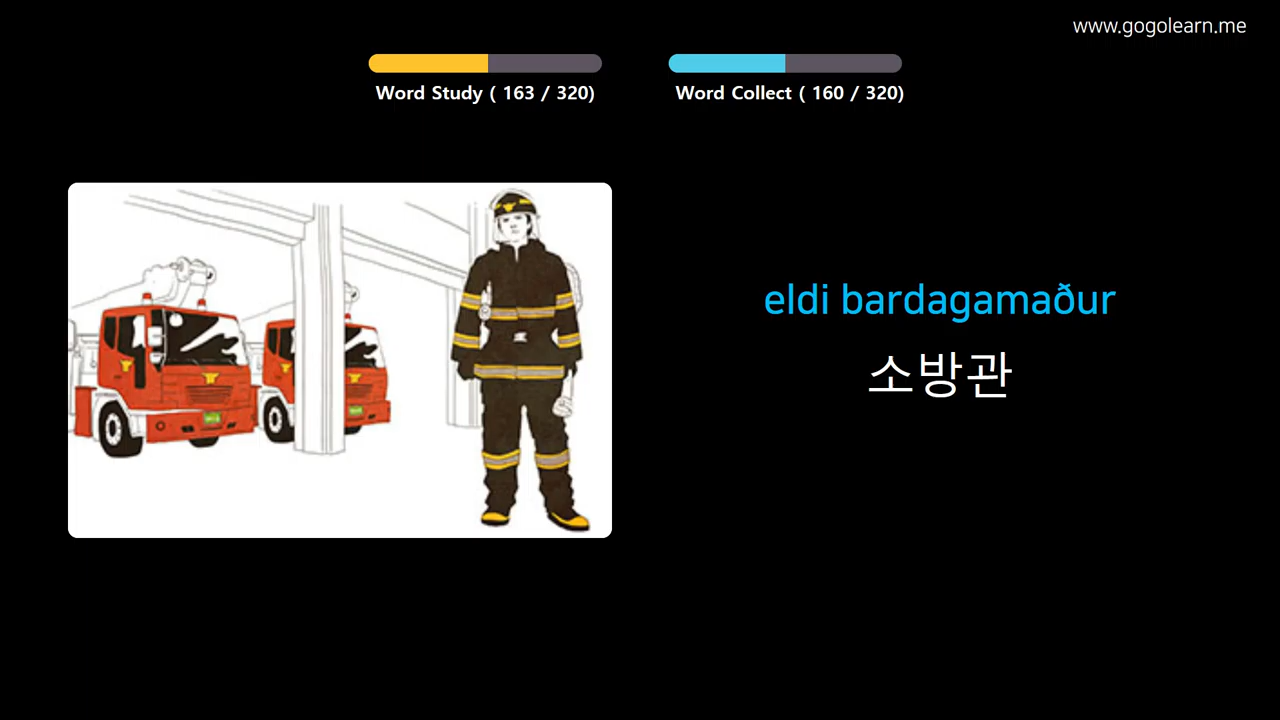 www.gogolearn.me
Word Study ( 163 / 320)
Word Collect ( 160 / 320)
eldi bardagamaður
소방관